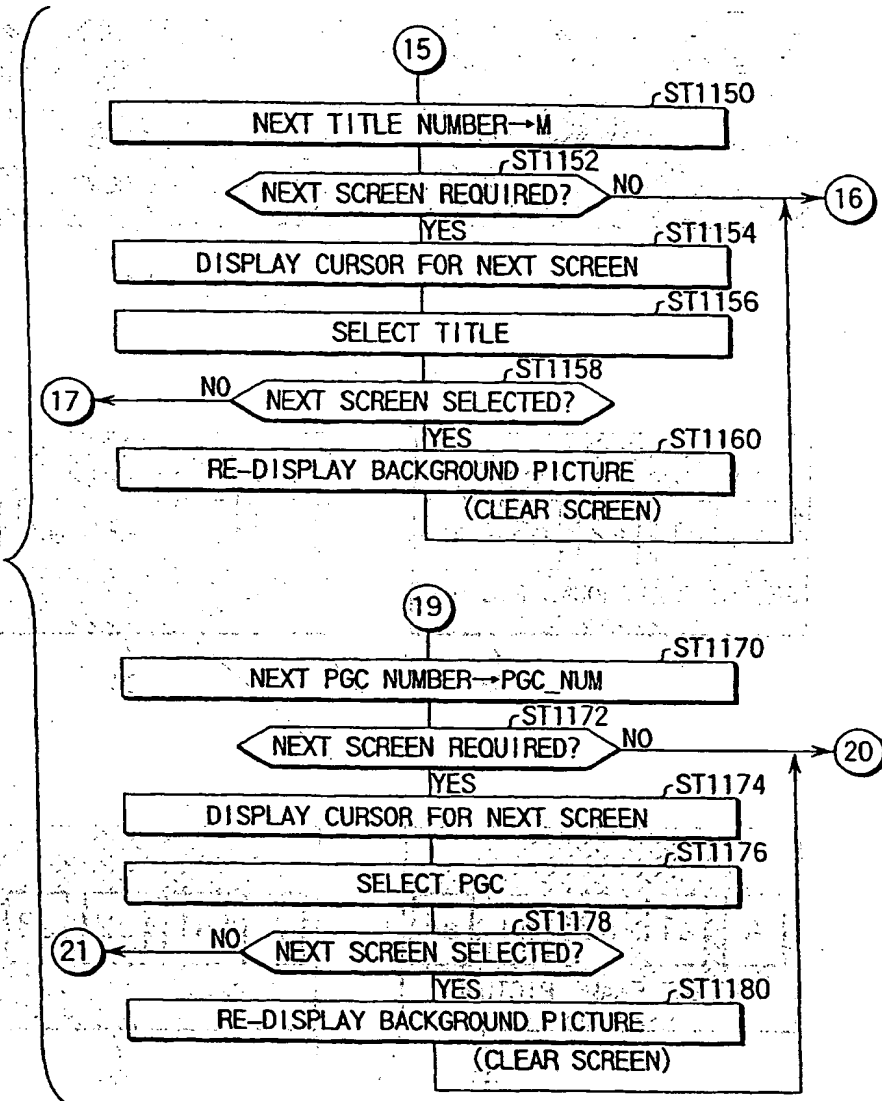 15
ST1150
NEXT TITLE NUMBER→M
ST1152
NEXT SCREEN REQUIRED?
NO
16
YES
ST1154
DISPLAY CURSOR FOR NEXT SCREEN
ST1156
SELECT TITLE
ST1158
17
NO
NEXT SCREEN SELECTED?
YES
ST1160
RE-DISPLAY BACKGROUND PICTURE
(CLEAR SCREEN)
19
ST1170
NEXT PGC NUMBER→PGC_NUM
ST1172
NEXT SCREEN REQUIRED?
NO
20
YES
ST1174
DISPLAY CURSOR FOR NEXT SCREEN
ST1176
SELECT PGC
ST1178
21
NO
NEXT SCREEN SELECTED?
YES
ST1180
RE-DISPLAY BACKGROUND PICTURE
(CLEAR SCREEN)